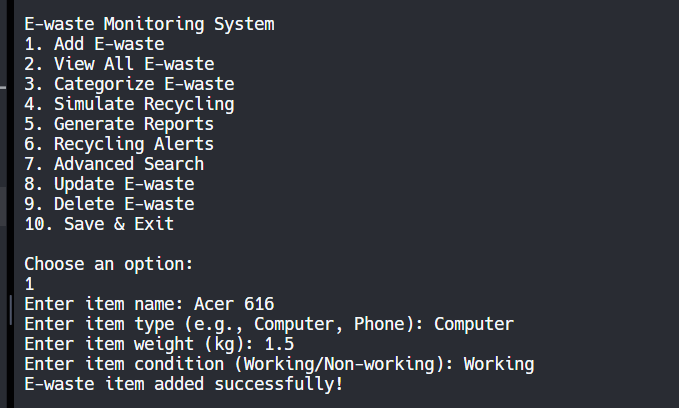 E-waste Monitoring System
1. Add E-waste
2. View All E-waste
3. Categorize E-waste
4. Simulate Recycling
5. Generate Reports
6. Recycling Alerts
7. Advanced Search
8. Update E-waste
9. Delete E-waste
10. Save & Exit
Choose an option:
1
Enter item name: Acer 616
Enter item type (e.g., Computer, Phone): Computer
Enter item weight (kg): 1.5
Enter item condition (Working/Non-working): Working
E-waste item added successfully!